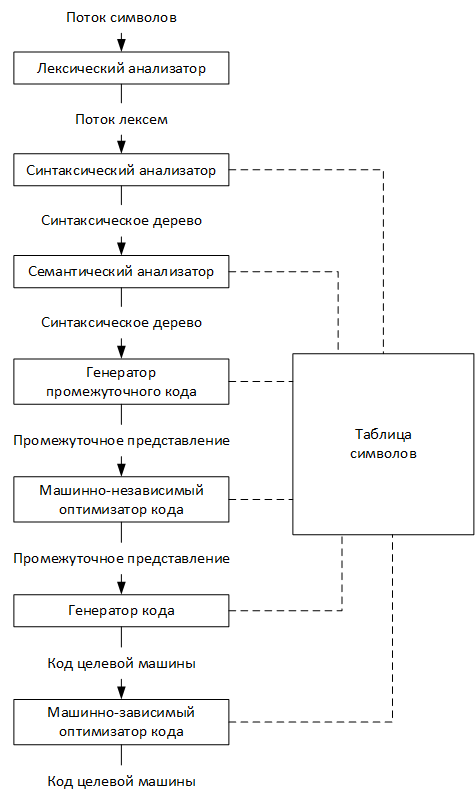 Поток символов
Лексический анализатор
Поток лексем
Синтаксический анализатор
Синтаксическое дерево
Семантический анализатор
Синтаксическое дерево
Генератор
промежуточного кода
Таблица
символов
Промежуточное представление
Машинно-независимый
оптимизатор кода
Промежуточное представление
Генератор кода
Код целевой машины
Машинно-зависимый
оптимизатор кода
Код целевой машины